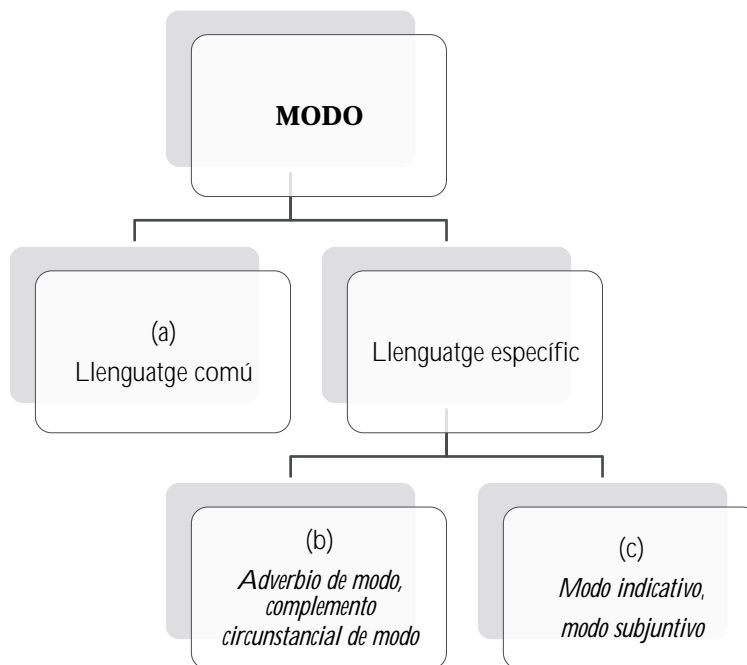 MODO
(a)
Llenguatge comú
Llenguatge específic
(b)
Adverbio de modo,
complemento
circunstancial de modo
(c)
Modo indicativo,
modo subjuntivo